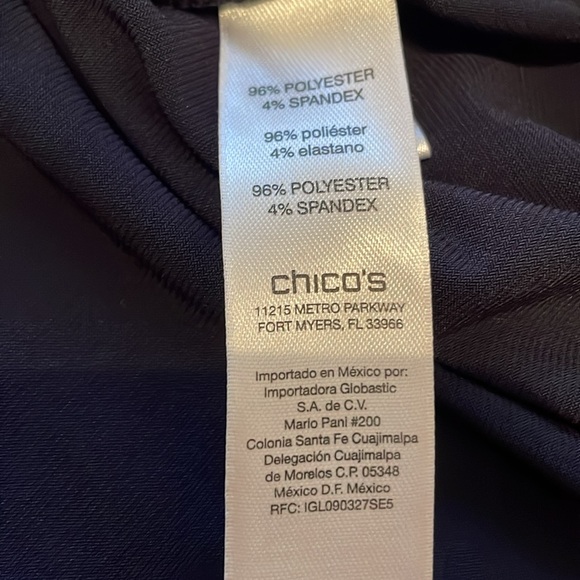 96% POLYESTER
4% SPANDEX
96% poliéster
4% elastano
96% POLYESTER
4% SPANDEX
chico's
11215 METRO PARKWAY
FORT MYERS, FL 33966
Importado en México por:
Importadora Globastic
S.A. de C.V.
Mario Pani #200
Colonia Santa Fe Cuajimalpa
Delegación Cuajimalpa
de Morelos C.P. 05348
México D.F. México
RFC: IGL090327SE5